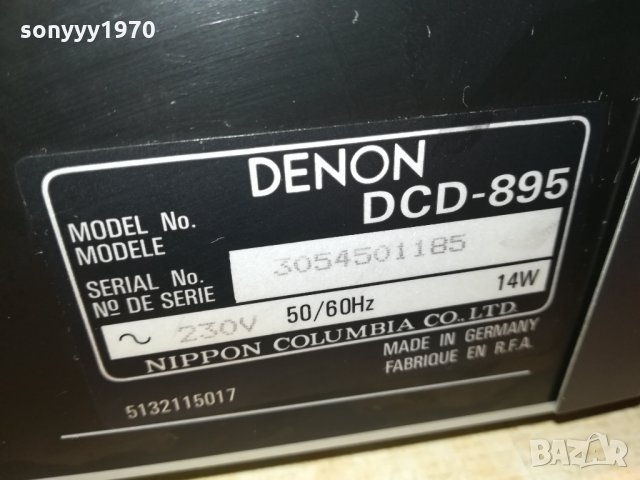 sonyyy1970
DENON
MODEL No. DCD-895
MODELE
SERIAL No. 3054501185
Nº DE SERIE
~ 230V 50/60Hz 14W
NIPPON COLUMBIA CO., LTD.
MADE IN GERMANY
FABRIQUE EN R.F.A.
5132115017
BAZAR